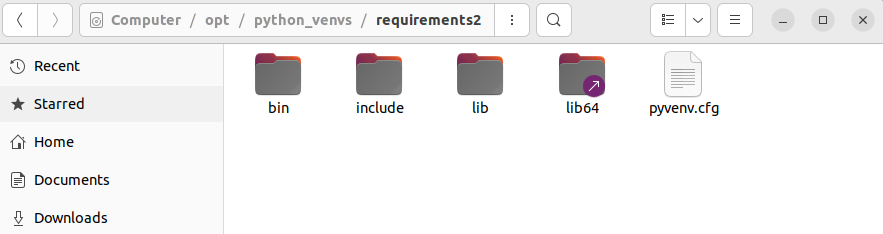 Computer / opt / python_venvs / requirements2
Recent
Starred
Home
Documents
Downloads
bin
include
lib
lib64
pyvenv.cfg